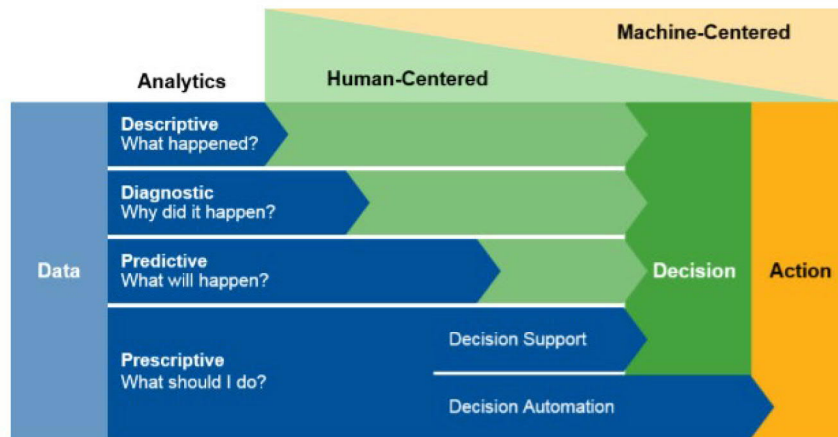 Machine-Centered
Analytics
Human-Centered
Descriptive
What happened?
Diagnostic
Why did it happen?
Predictive
What will happen?
Data
Decision
Action
Prescriptive
What should I do?
Decision Support
Decision Automation